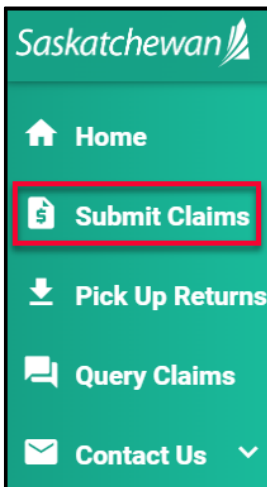 Saskatchewan
Home
$ Submit Claims
Pick Up Returns
Query Claims
Contact Us